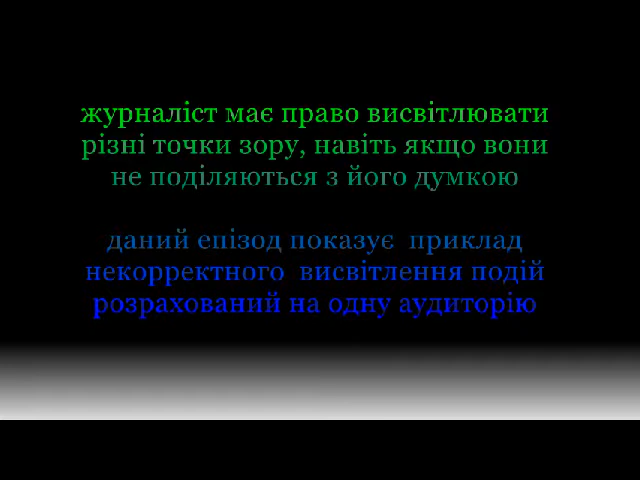 журналіст має право висвітлювати
різні точки зору, навіть якщо вони
не поділяються з його думкою
даний епізод показує приклад
некорректного висвітлення подій
розрахований на одну аудиторію